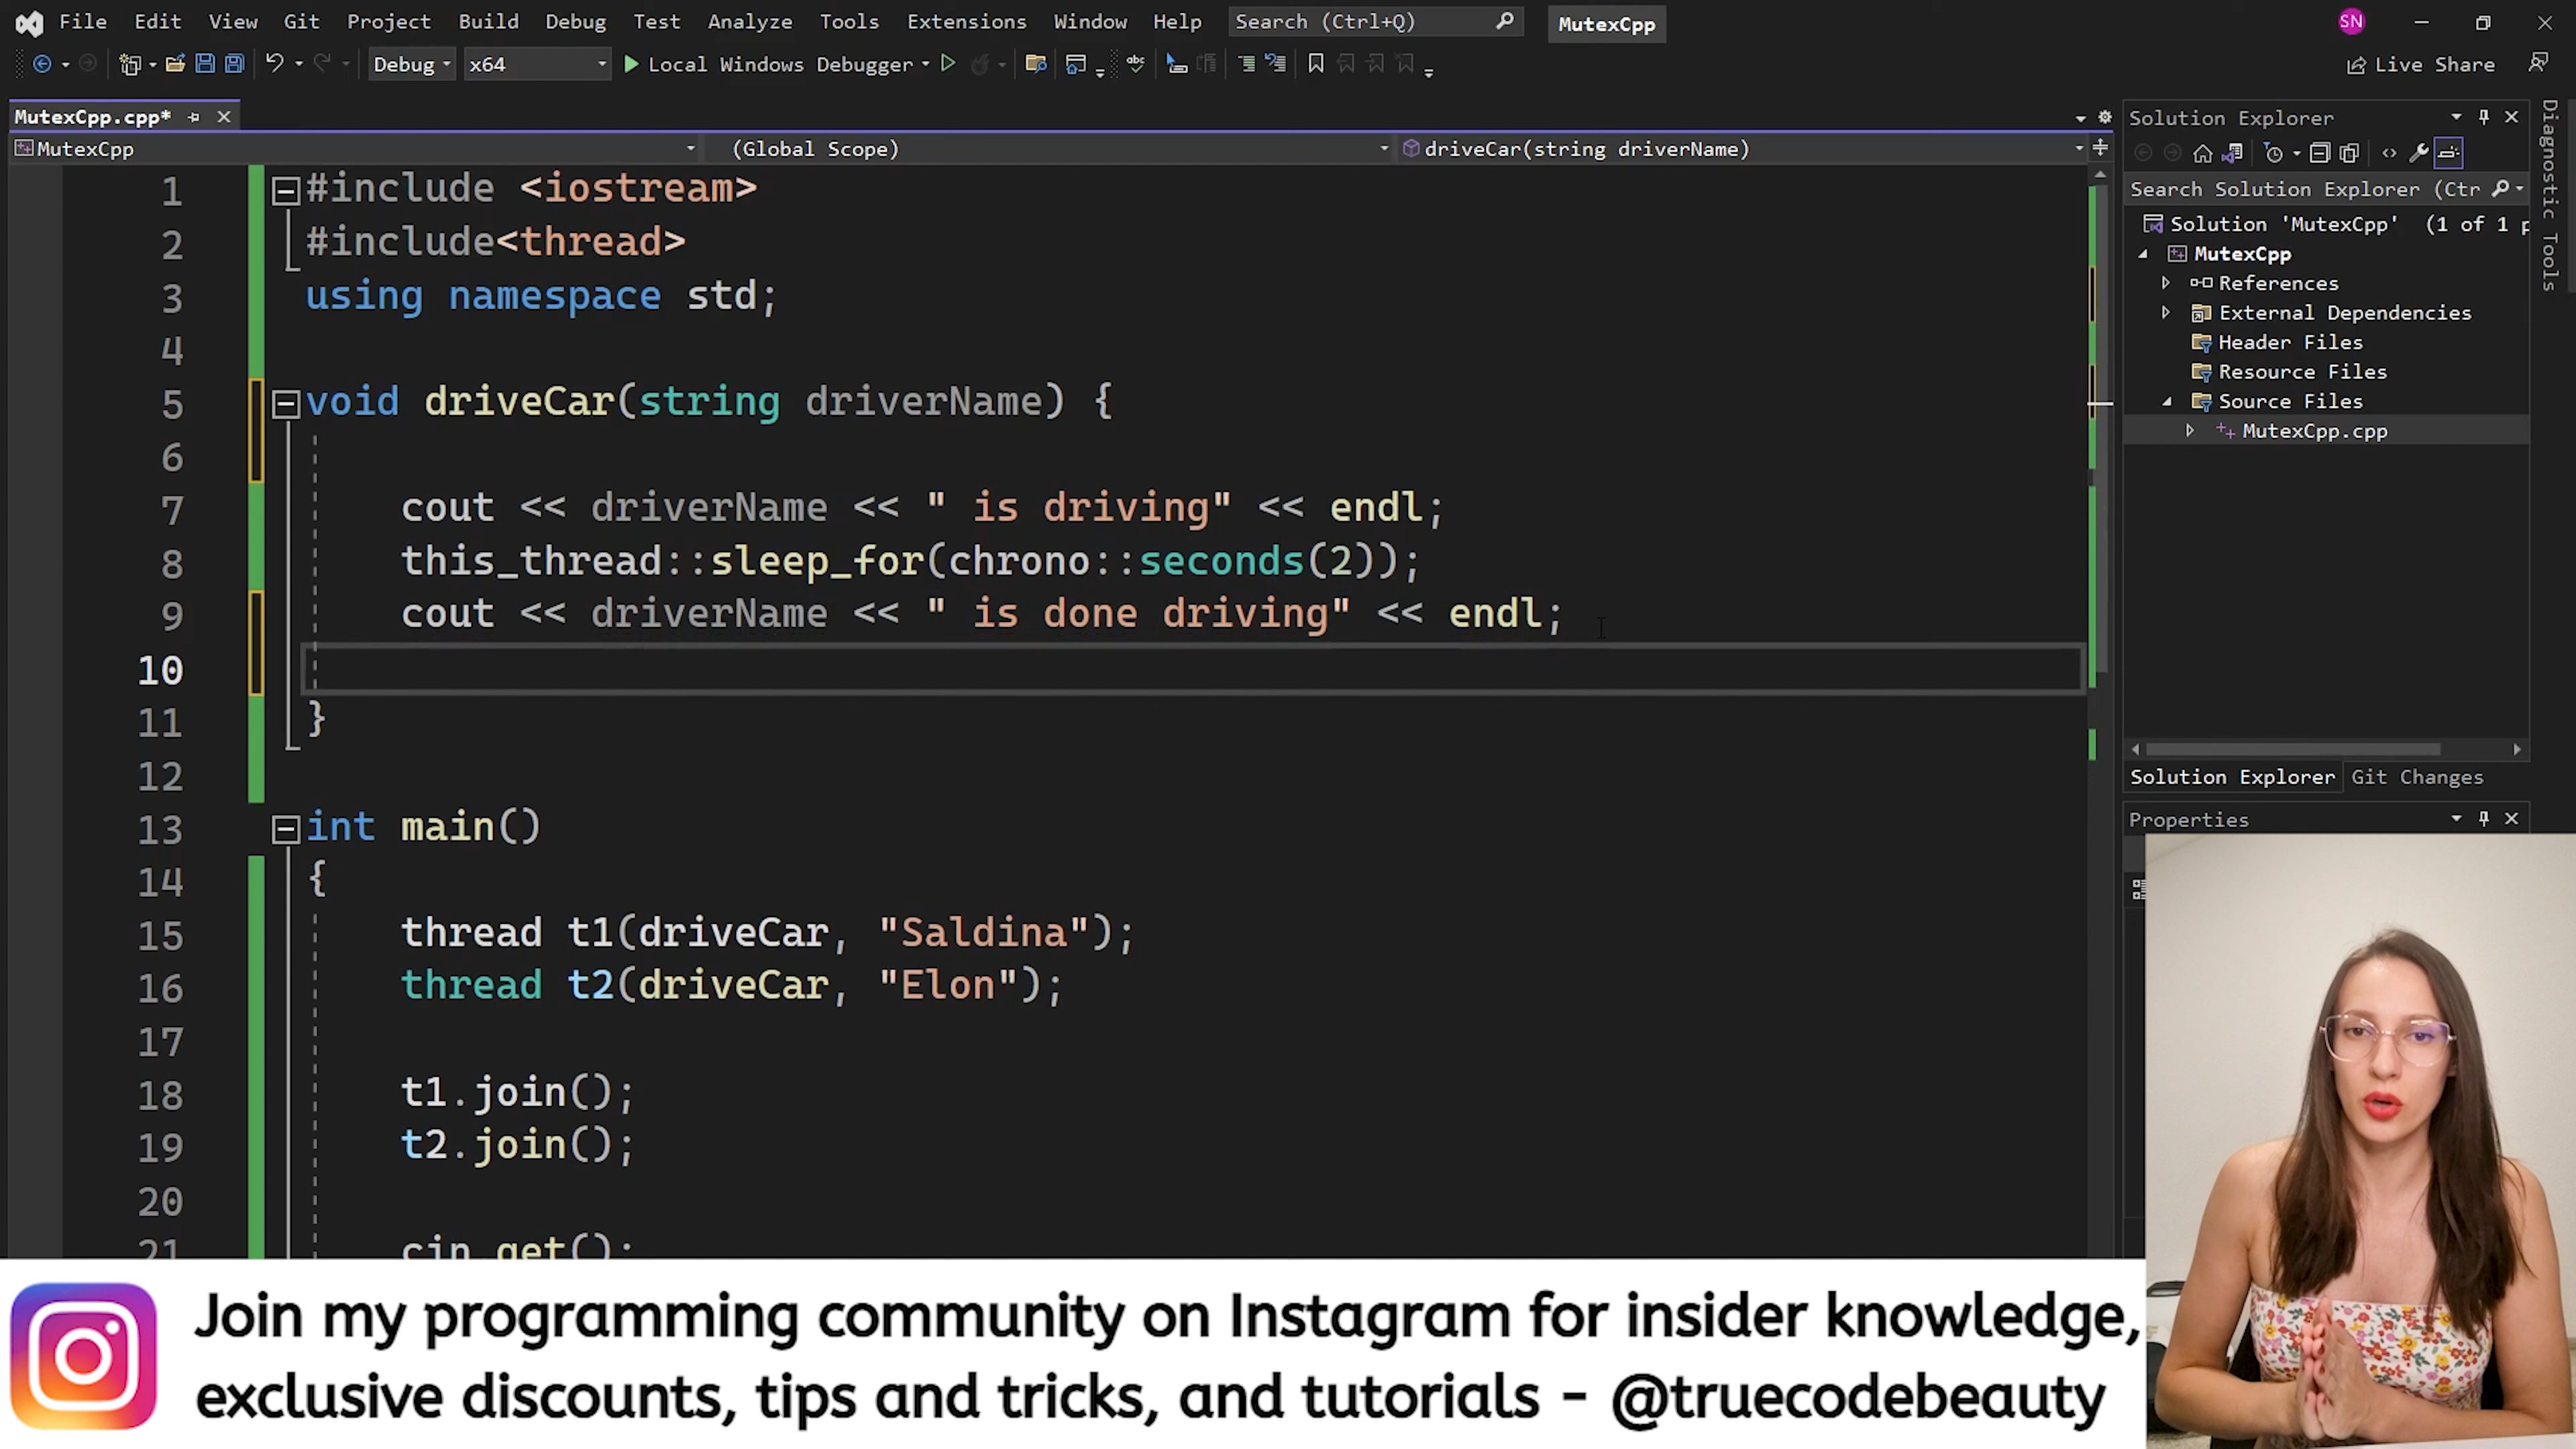 File Edit View Git Project Build Debug Test Analyze Tools Extensions Window Help Search (Ctrl+Q) MutexCpp SN
Debug x64 Local Windows Debugger Live Share
MutexCpp.cpp*
MutexCpp (Global Scope) driveCar(string driverName)
1 #include <iostream>
2 #include<thread>
3 using namespace std;
4
5 void driveCar(string driverName) {
6
7 cout << driverName << " is driving" << endl;
8 this_thread::sleep_for(chrono::seconds(2));
9 cout << driverName << " is done driving" << endl;
10
11 }
12
13 int main()
14 {
15 thread t1(driveCar, "Saldina");
16 thread t2(driveCar, "Elon");
17
18 t1.join();
19 t2.join();
20
21 cin.get();
Solution Explorer
Search Solution Explorer (Ctr
Solution 'MutexCpp' (1 of 1 p
MutexCpp
References
External Dependencies
Header Files
Resource Files
Source Files
MutexCpp.cpp
Solution Explorer Git Changes
Properties
Diagnostic Tools
Join my programming community on Instagram for insider knowledge,
exclusive discounts, tips and tricks, and tutorials - @truecodebeauty